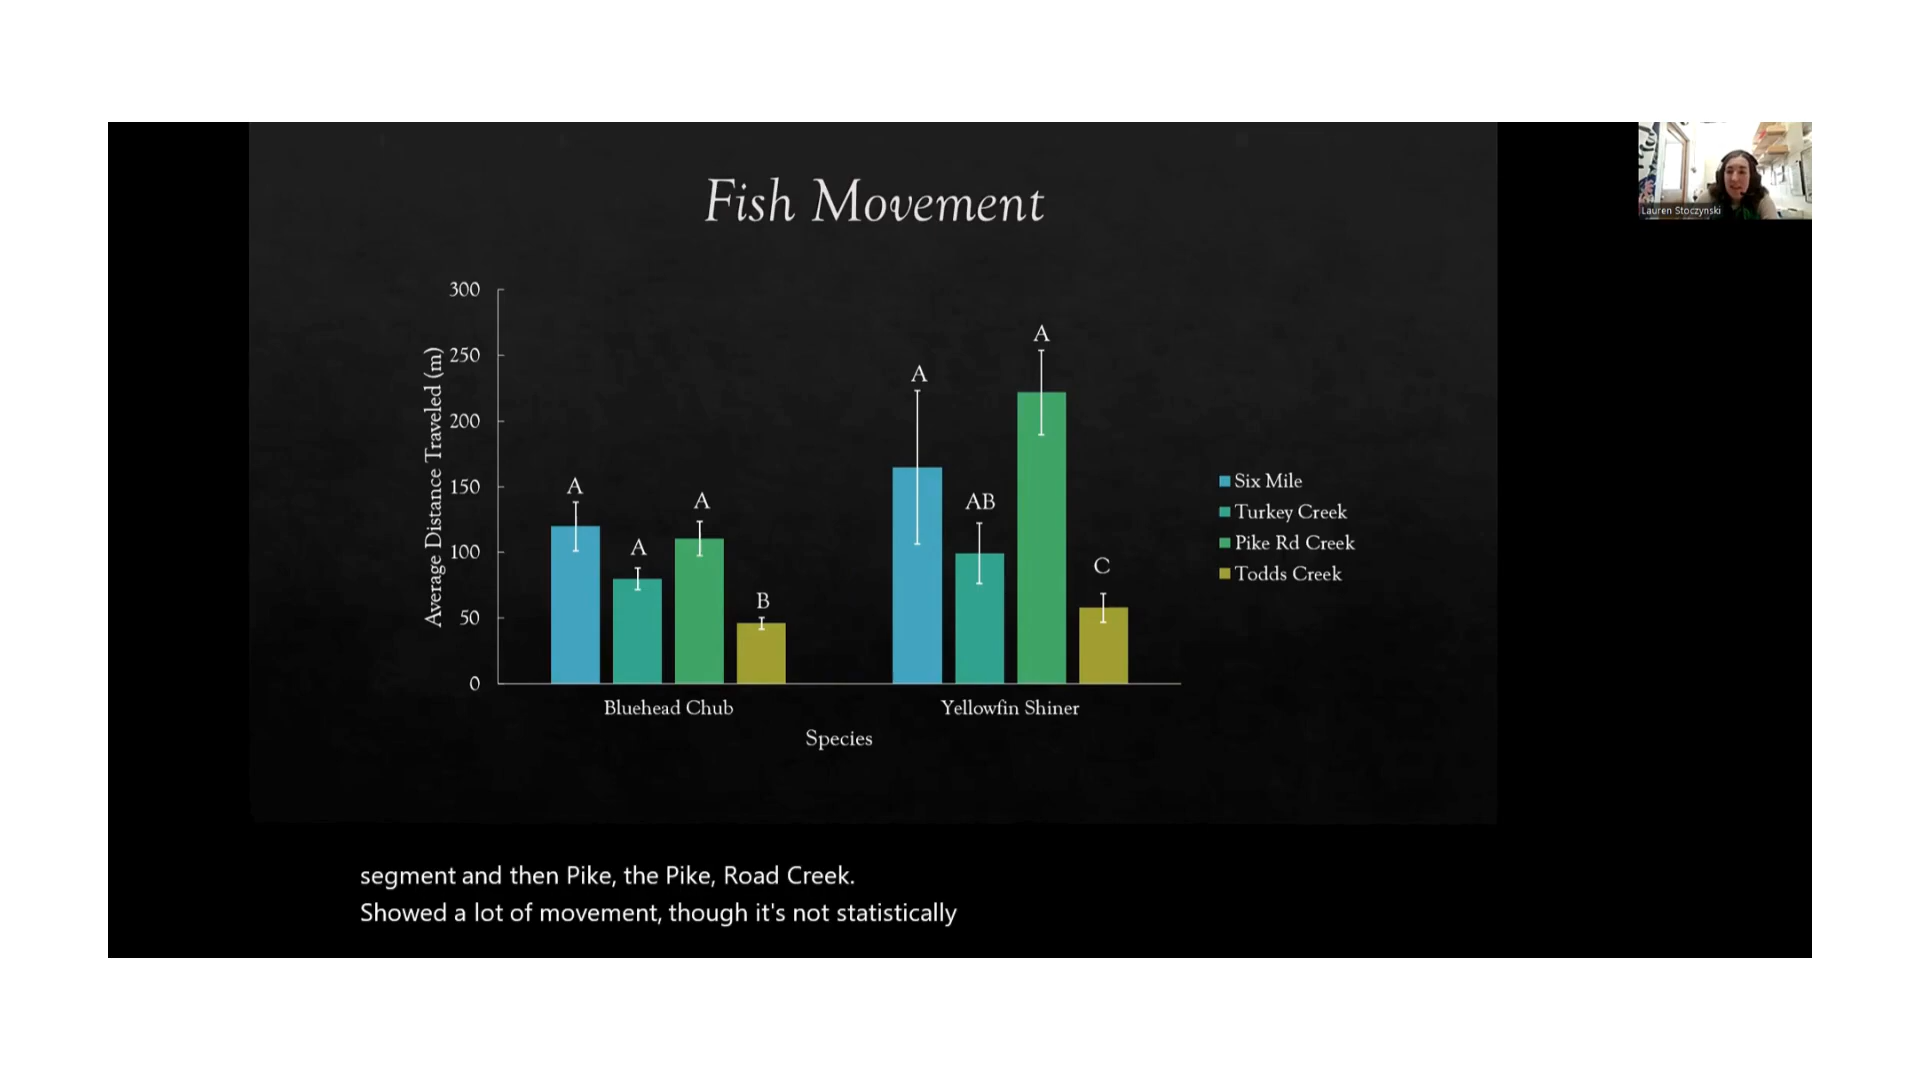 Fish Movement
Lauren Stoczynski
300
250
200
150
100
50
0
Average Distance Traveled (m)
A
A
A
B
A
AB
A
C
Bluehead Chub
Yellowfin Shiner
Species
Six Mile
Turkey Creek
Pike Rd Creek
Todds Creek
segment and then Pike, the Pike, Road Creek.
Showed a lot of movement, though it's not statistically